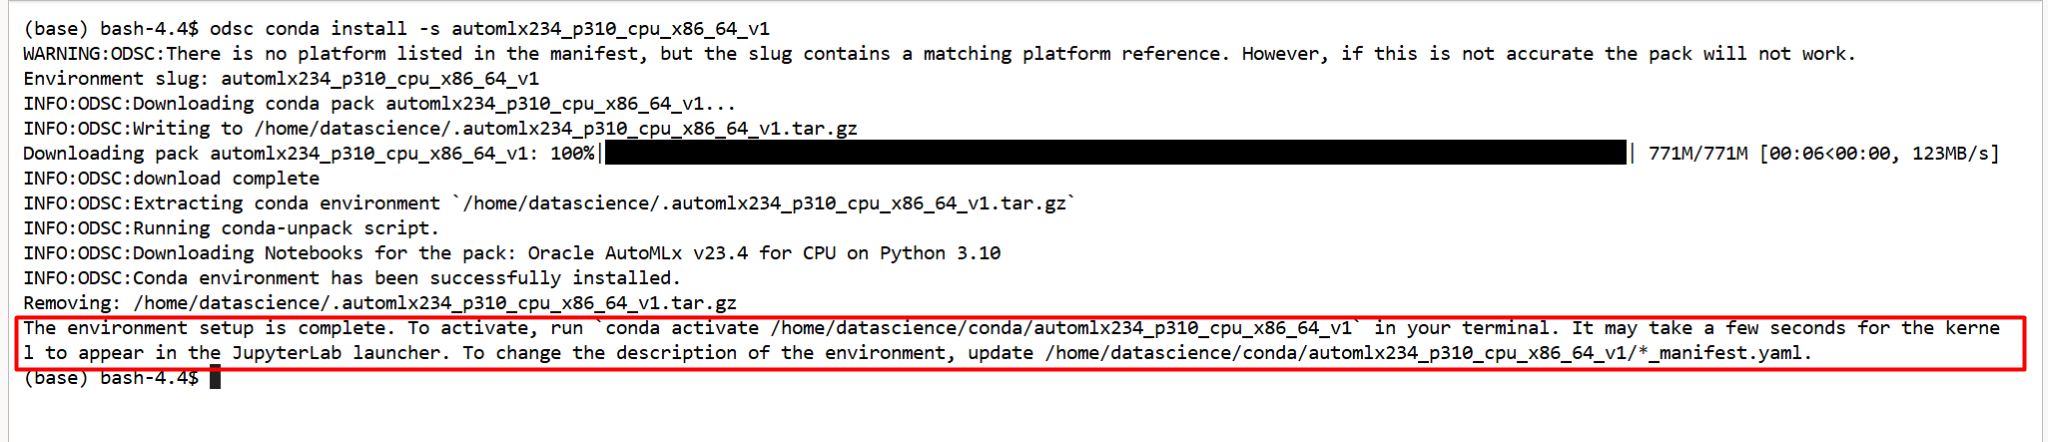 (base) bash-4.4$ odsc conda install -s automlx234_p310_cpu_x86_64_v1
WARNING:ODSC:There is no platform listed in the manifest, but the slug contains a matching platform reference. However, if this is not accurate the pack will not work.
Environment slug: automlx234_p310_cpu_x86_64_v1
INFO:ODSC:Downloading conda pack automlx234_p310_cpu_x86_64_v1...
INFO:ODSC:Writing to /home/datascience/.automlx234_p310_cpu_x86_64_v1.tar.gz
Downloading pack automlx234_p310_cpu_x86_64_v1: 100%|██████████| 771M/771M [00:06<00:00, 123MB/s]
INFO:ODSC:download complete
INFO:ODSC:Extracting conda environment `/home/datascience/.automlx234_p310_cpu_x86_64_v1.tar.gz`
INFO:ODSC:Running conda-unpack script.
INFO:ODSC:Downloading Notebooks for the pack: Oracle AutoMLx v23.4 for CPU on Python 3.10
INFO:ODSC:Conda environment has been successfully installed.
Removing: /home/datascience/.automlx234_p310_cpu_x86_64_v1.tar.gz
The environment setup is complete. To activate, run `conda activate /home/datascience/conda/automlx234_p310_cpu_x86_64_v1` in your terminal. It may take a few seconds for the kerne
l to appear in the JupyterLab launcher. To change the description of the environment, update /home/datascience/conda/automlx234_p310_cpu_x86_64_v1/*_manifest.yaml.
(base) bash-4.4$